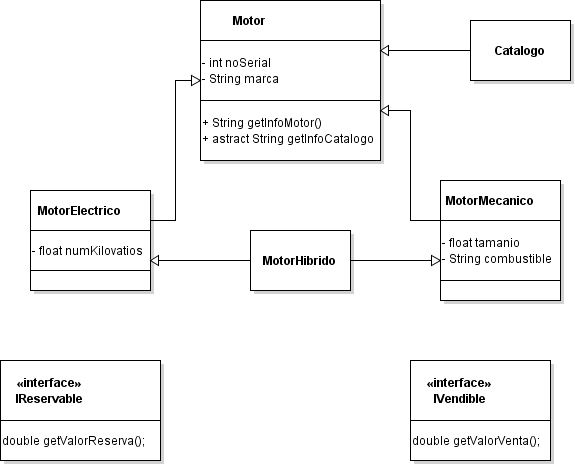 Motor
- int noSerial
- String marca
+ String getInfoMotor()
+ astract String getInfoCatalogo
Catalogo
MotorElectrico
- float numKilovatios
MotorHibrido
MotorMecanico
- float tamanio
- String combustible
«interface»
IReservable
double getValorReserva();
«interface»
IVendible
double getValorVenta();